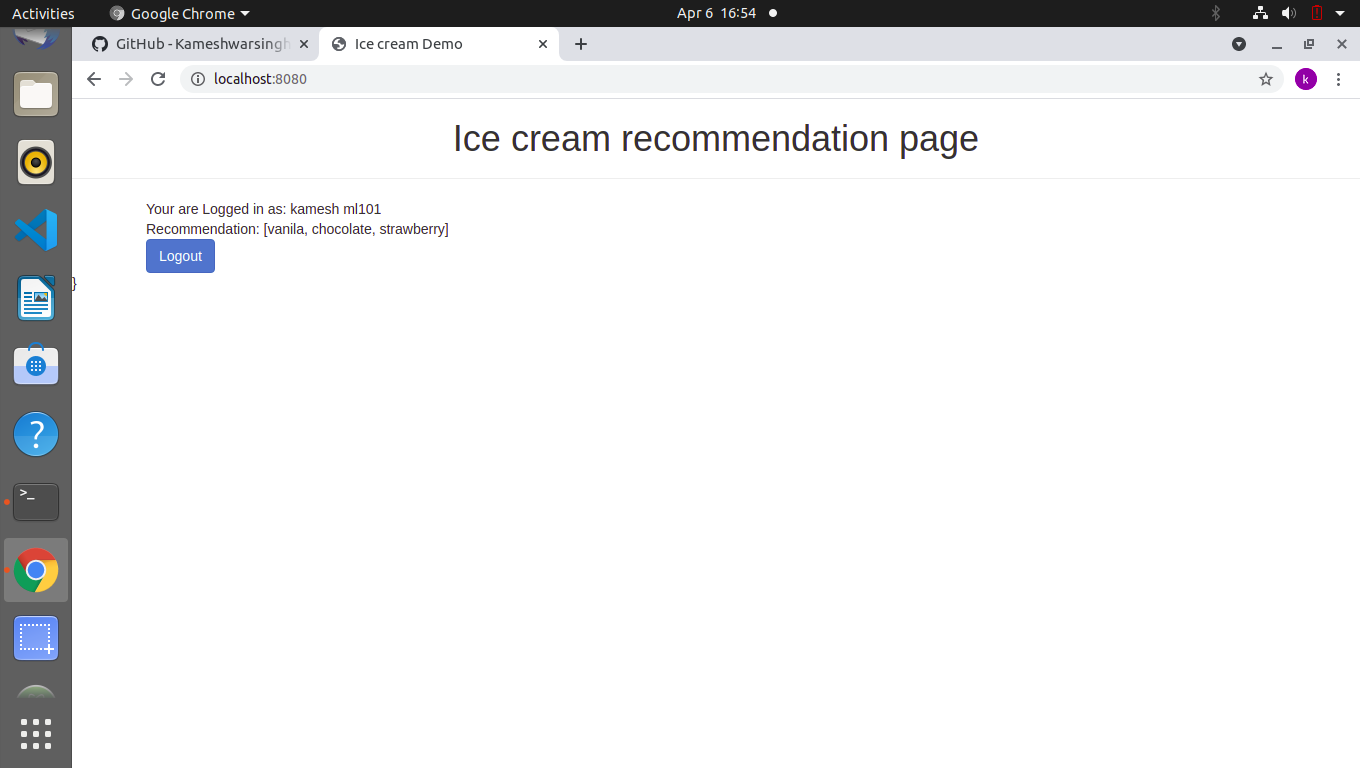 Activities
Google Chrome
Apr 6 16:54
GitHub - Kameshwarsingh
Ice cream Demo
localhost:8080
k
Ice cream recommendation page
Your are Logged in as: kamesh ml101
Recommendation: [vanila, chocolate, strawberry]
Logout
}
?
>_